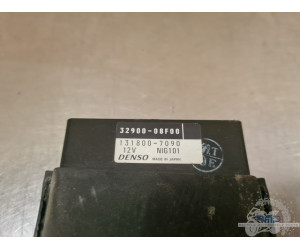 32900-08F00
131800-7090
12V NIG101
DENSO MADE IN JAPAN